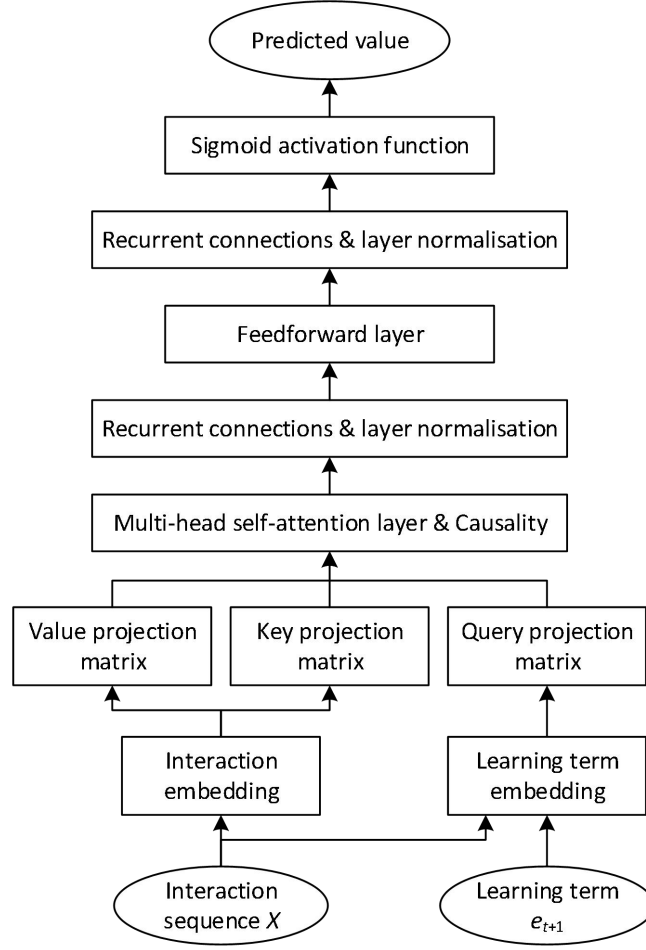 Predicted value
Sigmoid activation function
Recurrent connections & layer normalisation
Feedforward layer
Recurrent connections & layer normalisation
Multi-head self-attention layer & Causality
Value projection
matrix
Key projection
matrix
Query projection
matrix
Interaction
embedding
Learning term
embedding
Interaction
sequence X
Learning term
e_{t+1}